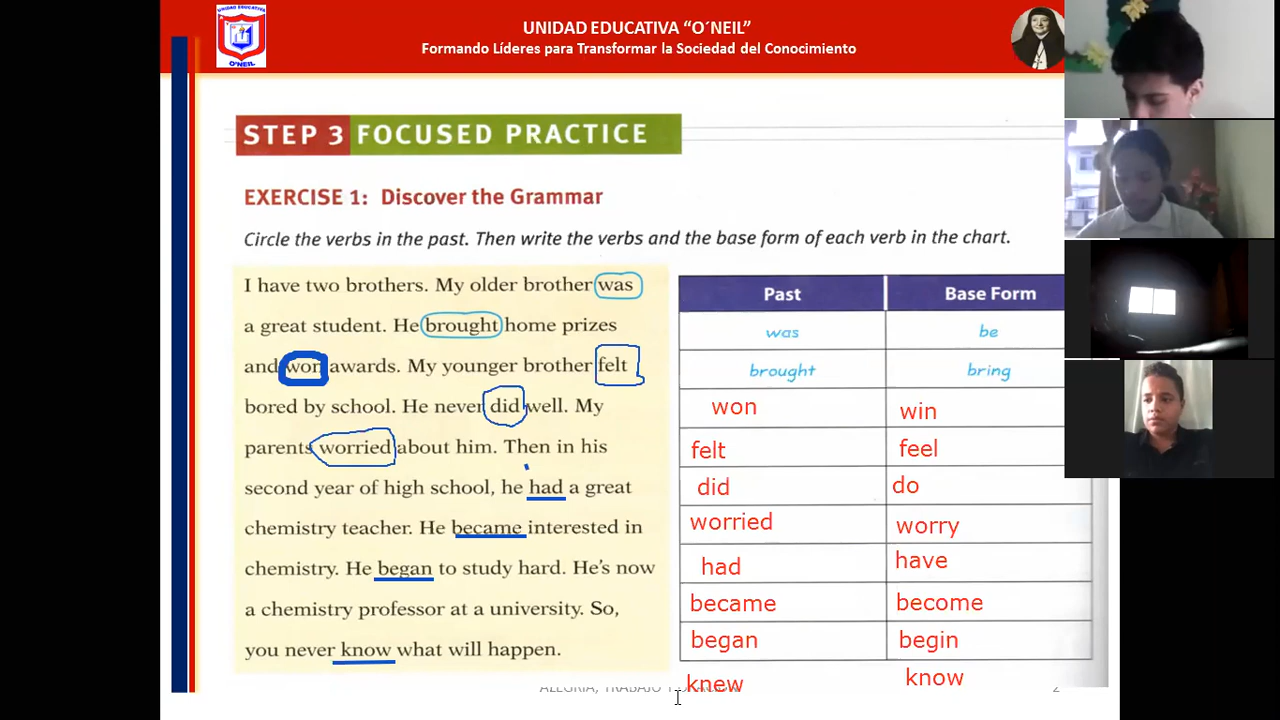 UNIDAD EDUCATIVA
O´NEIL
UNIDAD EDUCATIVA “O´NEIL”
Formando Líderes para Transformar la Sociedad del Conocimiento
STEP 3 FOCUSED PRACTICE
EXERCISE 1: Discover the Grammar
Circle the verbs in the past. Then write the verbs and the base form of each verb in the chart.
I have two brothers. My older brother was
a great student. He brought home prizes
and won awards. My younger brother felt
bored by school. He never did well. My
parents worried about him. Then in his
second year of high school, he had a great
chemistry teacher. He became interested in
chemistry. He began to study hard. He’s now
a chemistry professor at a university. So,
you never know what will happen.
Past Base Form
was be
brought bring
won win
felt feel
did do
worried worry
had have
became become
began begin
knew know
ALEGRIA, TRABAJO
2